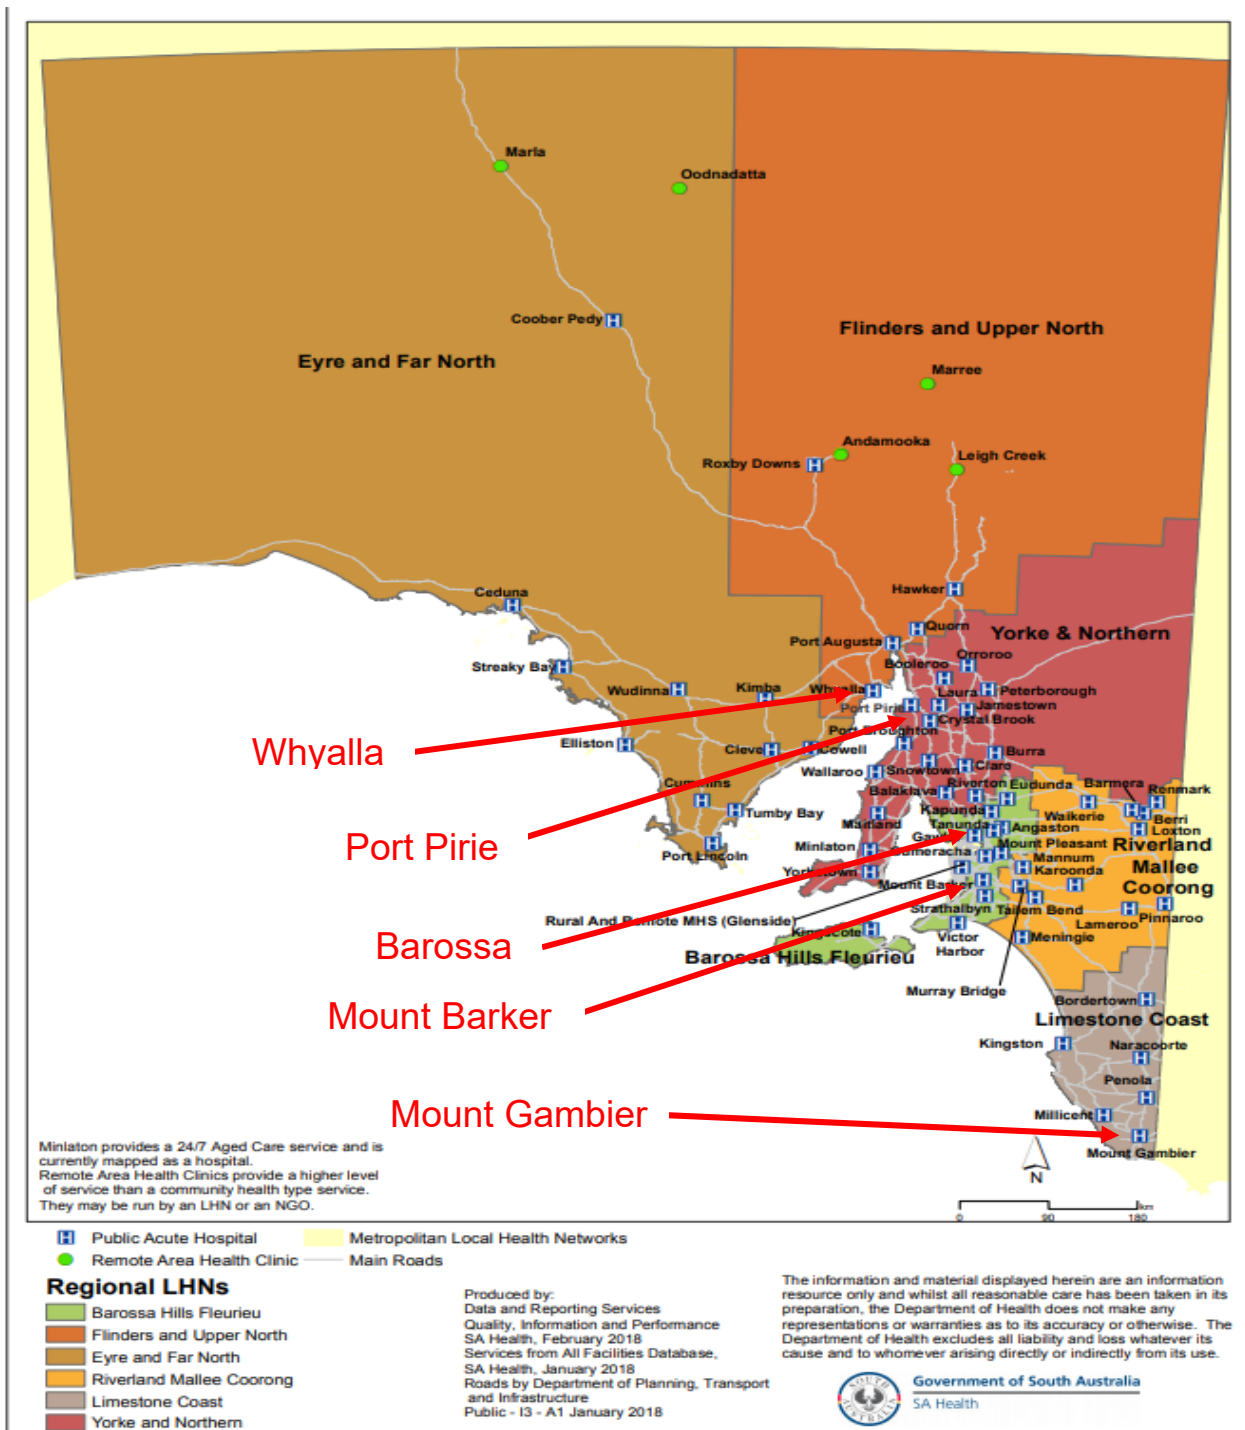 Marla
Oodnadatta
Coober Pedy
Flinders and Upper North
Eyre and Far North
Marree
Andamooka
Roxby Downs
Leigh Creek
Hawker
Ceduna
Quorn
Port Augusta
Yorke & Northern
Orroroo
Booleroo
Streaky Bay
Wudinna
Kimba
Whyalla
Laura
Peterborough
Port Pirie
Jamestown
Crystal Brook
Port Broughton
Elliston
Cleve
Cowell
Burra
Whyalla
Wallaroo
Snowtown
Clare
Cummins
Balaklava
Riverton
Eudunda
Barmera
Renmark
Tumby Bay
Maitland
Kapunda
Waikerie
Berri
Tanunda
Angaston
Loxton
Port Pirie
Port Lincoln
Minlaton
Mount Pleasant
Riverland
Mallee
Coorong
Mannum
Karoonda
Yorketown
Mount Barker
Strathalbyn
Tailem Bend
Lameroo
Pinnaroo
Rural And Remote MHS (Glenside)
Kingscote
Victor
Harbor
Meningie
Barossa
Barossa Hills Fleurieu
Murray Bridge
Bordertown
Mount Barker
Limestone Coast
Kingston
Naracoorte
Penola
Mount Gambier
Millicent
Mount Gambier
N
0 90 180 km
Minlaton provides a 24/7 Aged Care service and is
currently mapped as a hospital.
Remote Area Health Clinics provide a higher level
of service than a community health type service.
They may be run by an LHN or an NGO.
H Public Acute Hospital
Metropolitan Local Health Networks
Remote Area Health Clinic
Main Roads
Regional LHNs
Barossa Hills Fleurieu
Flinders and Upper North
Eyre and Far North
Riverland Mallee Coorong
Limestone Coast
Yorke and Northern
Produced by:
Data and Reporting Services
Quality, Information and Performance
SA Health, February 2018
Services from All Facilities Database,
SA Health, January 2018
Roads by Department of Planning, Transport
and Infrastructure
Public - I3 - A1 January 2018
The information and material displayed herein are an information
resource only and whilst all reasonable care has been taken in its
preparation, the Department of Health does not make any
representations or warranties as to its accuracy or otherwise. The
Department of Health excludes all liability and loss whatever its
cause and to whomever arising directly or indirectly from its use.
SOUTH AUSTRALIA
Government of South Australia
SA Health